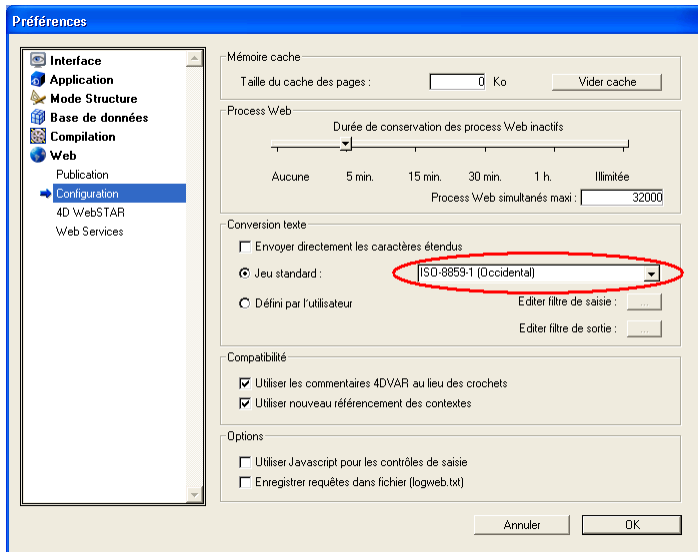 Préférences
Interface
Application
Mode Structure
Base de données
Compilation
Web
Publication
Configuration
4D WebSTAR
Web Services
Mémoire cache
Taille du cache des pages : 0 Ko Vider cache
Process Web
Durée de conservation des process Web inactifs
Aucune 5 min. 15 min. 30 min. 1 h. Illimitée
Process Web simultanés maxi : 32000
Conversion texte
Envoyer directement les caractères étendus
Jeu standard : ISO-8859-1 (Occidental)
Défini par l'utilisateur Editer filtre de saisie : ...
Editer filtre de sortie : ...
Compatibilité
Utiliser les commentaires 4DVAR au lieu des crochets
Utiliser nouveau référencement des contextes
Options
Utiliser Javascript pour les contrôles de saisie
Enregistrer requêtes dans fichier (logweb.txt)
Annuler OK